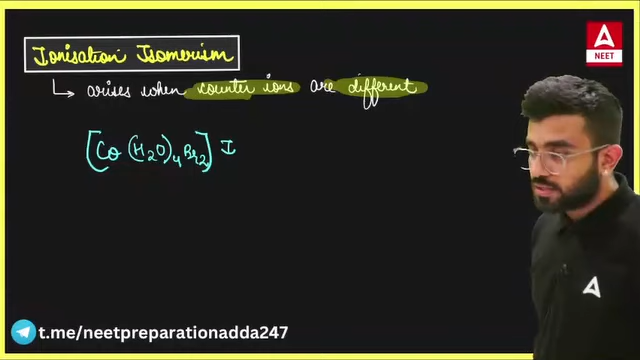 Ionisation Isomerism
A
NEET
↳ arises when counter ions are different
[Co(H₂O)₄Br₂] I
A
t.me/neetpreparationadda247